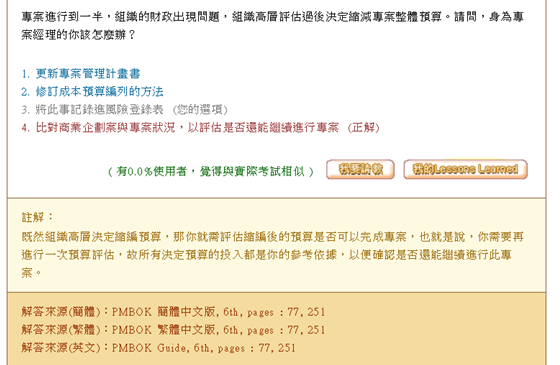 專案進行到一半，組織的財政出現問題，組織高層評估過後決定縮減專案整體預算。請問，身為專
案經理的你該怎麼辦？
1. 更新專案管理計畫書
2. 修訂成本預算編列的方法
3. 將此事記錄進風險登錄表 (您的選項)
4. 比對商業企劃案與專案狀況，以評估是否還能繼續進行專案 (正解)
( 有0.0%使用者，覺得與實際考試相似 ) 我要請教 我的Lessons Learned
註解：
既然組織高層決定縮編預算，那你就需評估縮編後的預算是否可以完成專案，也就是說，你需要再
進行一次預算評估，故所有決定預算的投入都是你的參考依據，以便確認是否還能繼續進行此專
案。
解答來源(簡體)：PMBOK 簡體中文版, 6th, pages : 77, 251
解答來源(繁體)：PMBOK 繁體中文版, 6th, pages : 77, 251
解答來源(英文)：PMBOK Guide, 6th, pages : 77, 251